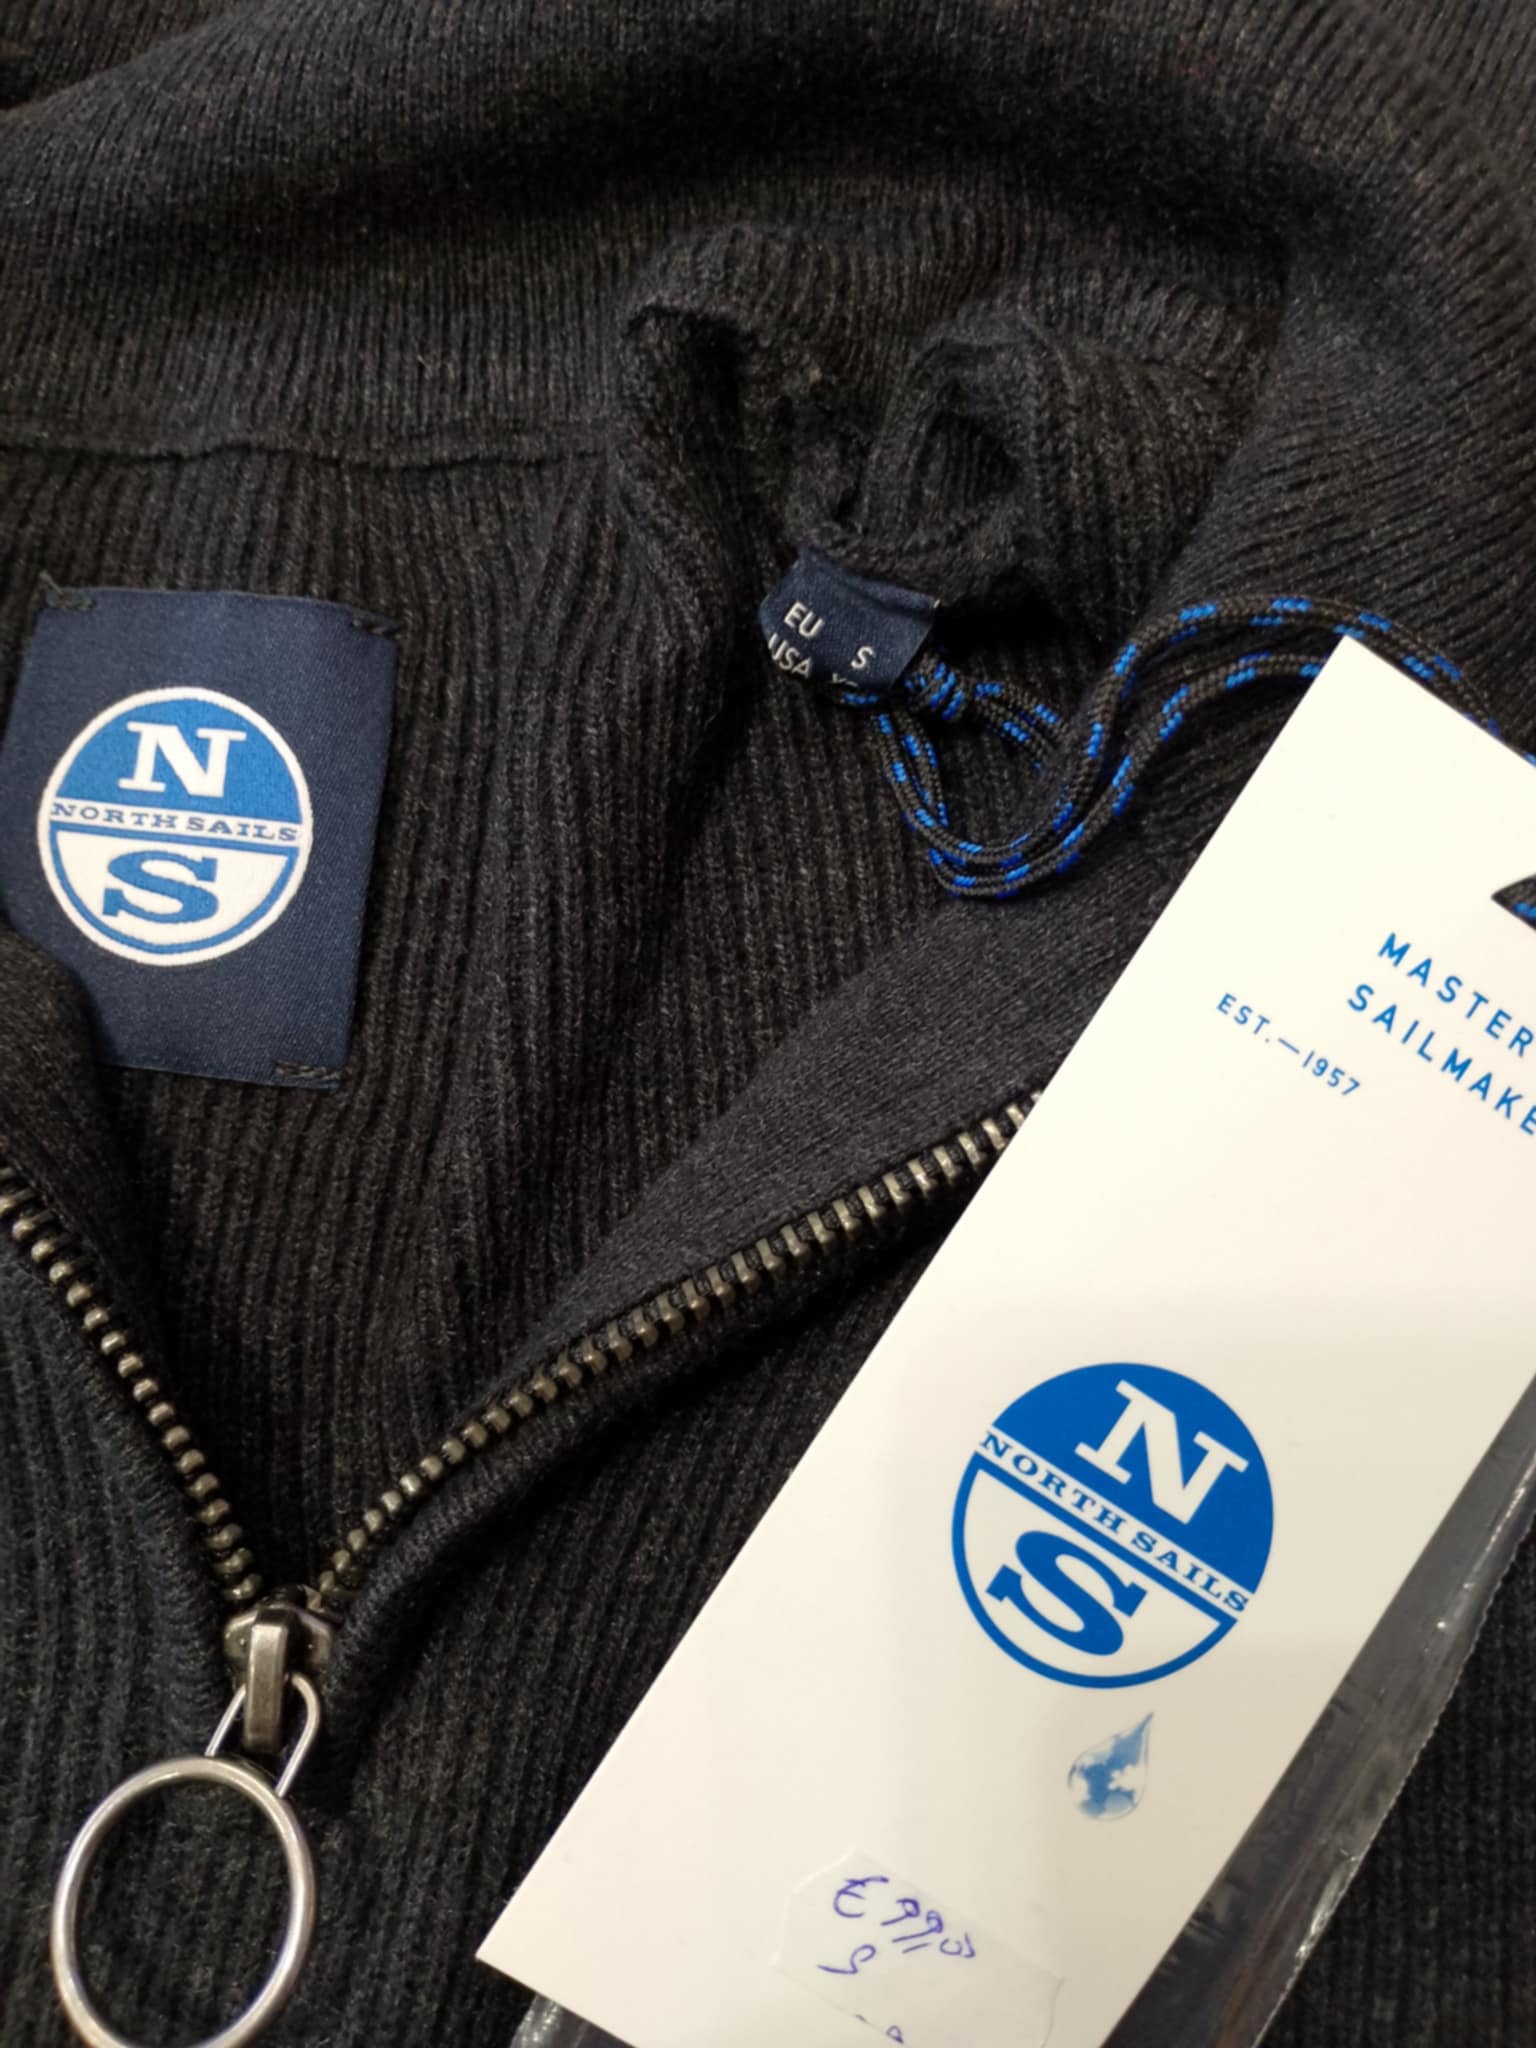 N
NORTH SAILS
S
EU S
USA
MASTER
SAILMAKE
EST.—1957
N
NORTH SAILS
S
€ 99,00
S